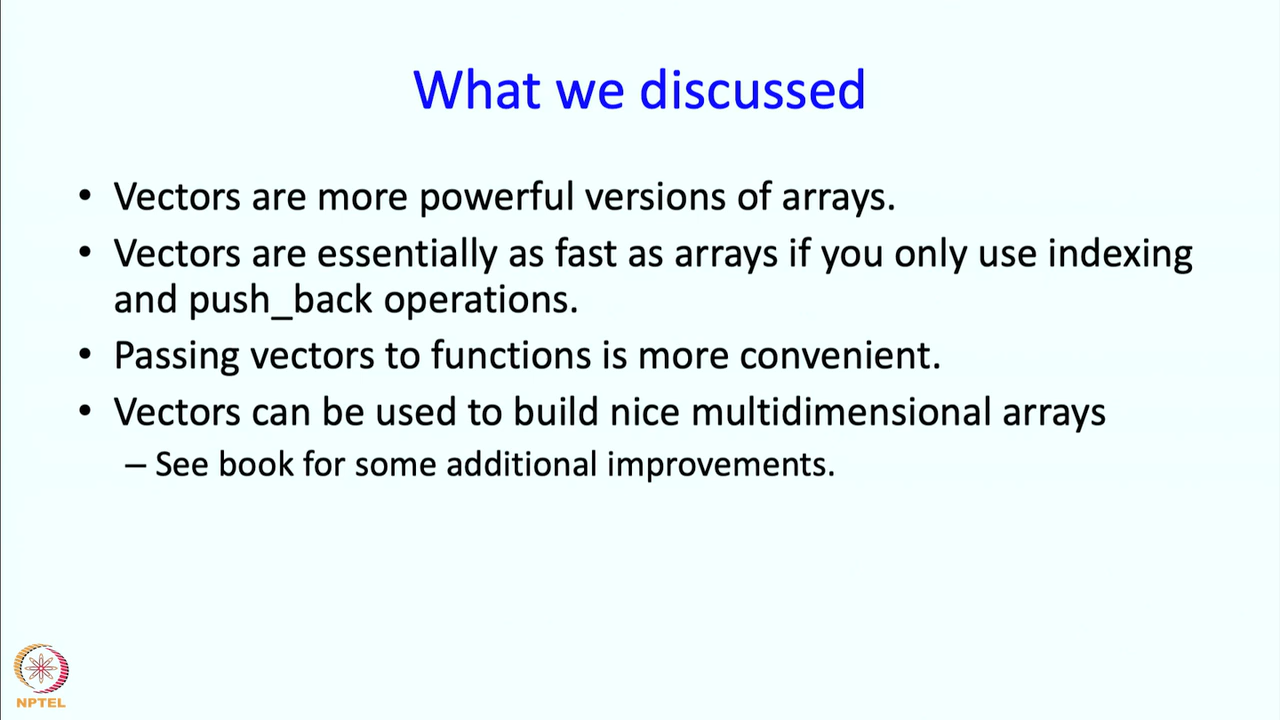 What we discussed
• Vectors are more powerful versions of arrays.
• Vectors are essentially as fast as arrays if you only use indexing
and push_back operations.
• Passing vectors to functions is more convenient.
• Vectors can be used to build nice multidimensional arrays
– See book for some additional improvements.
NPTEL